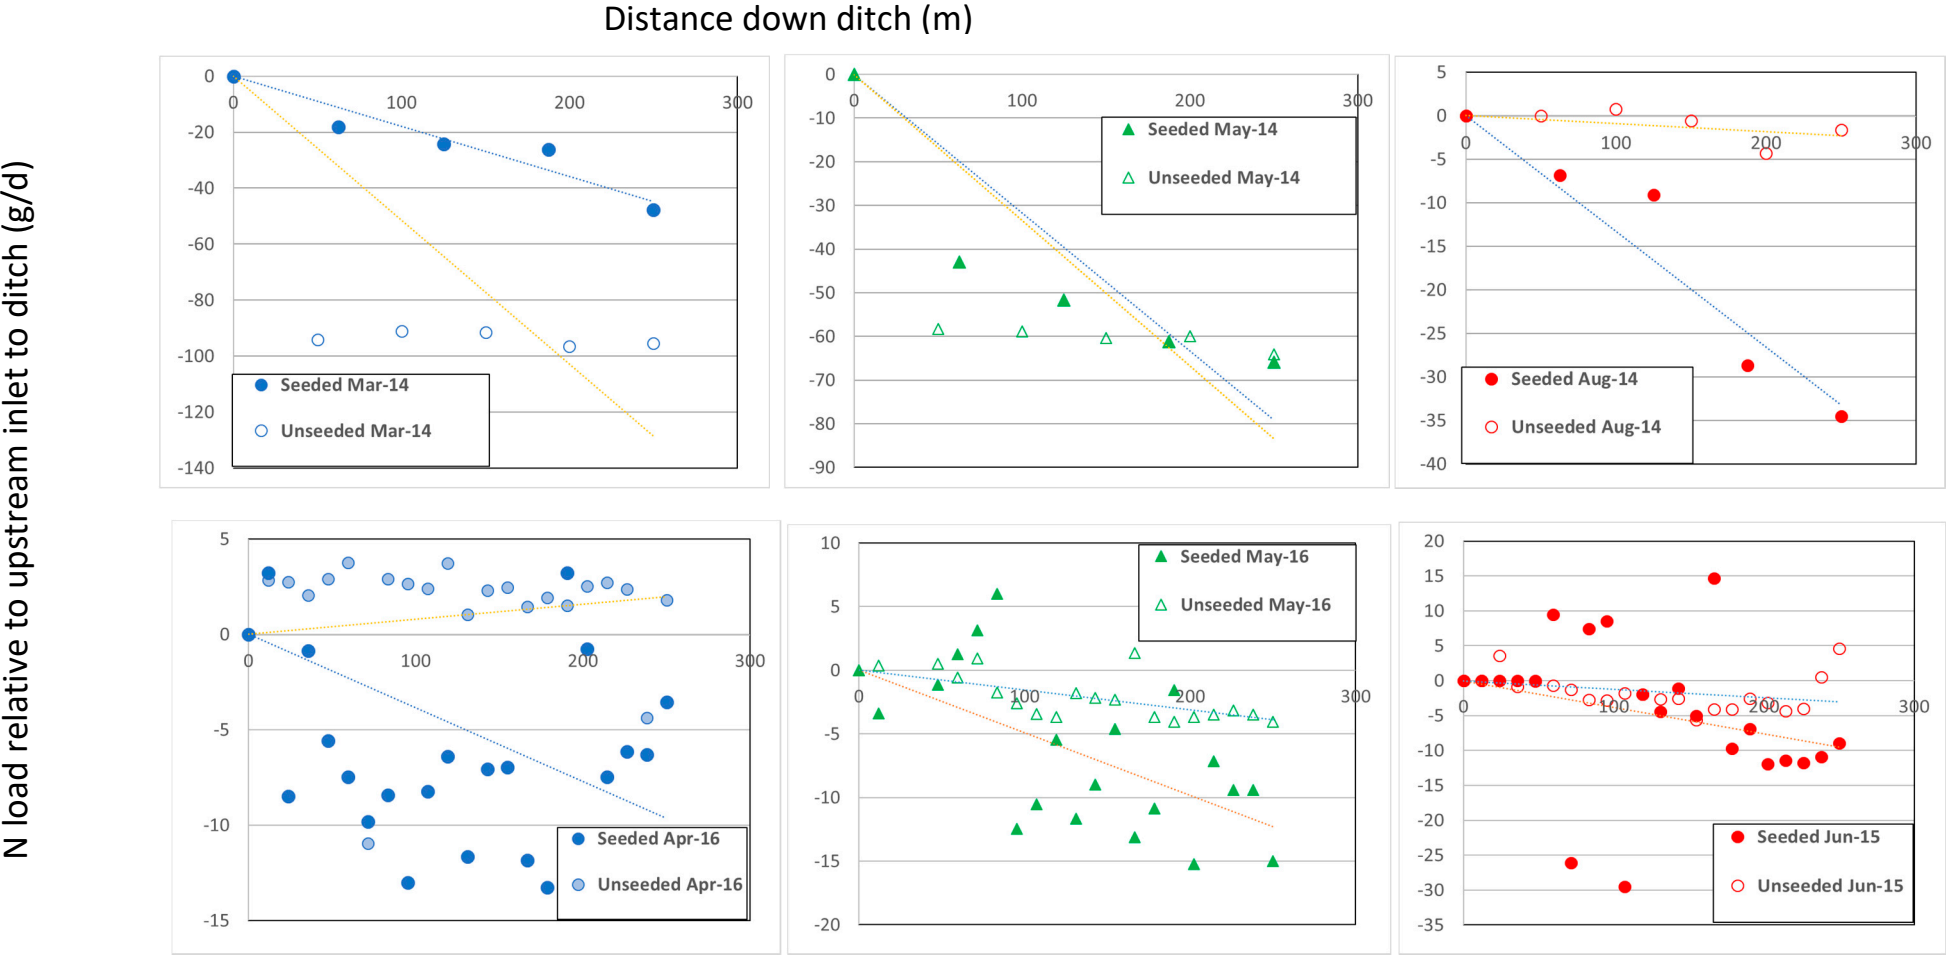 Distance down ditch (m)
N load relative to upstream inlet to ditch (g/d)
0
-20
-40
-60
-80
-100
-120
-140
0 100 200 300
Seeded Mar-14
Unseeded Mar-14
0
-10
-20
-30
-40
-50
-60
-70
-80
-90
0 100 200 300
Seeded May-14
Unseeded May-14
5
0
-5
-10
-15
-20
-25
-30
-35
-40
0 100 200 300
Seeded Aug-14
Unseeded Aug-14
5
0
-5
-10
-15
0 100 200 300
Seeded Apr-16
Unseeded Apr-16
10
5
0
-5
-10
-15
-20
0 100 200 300
Seeded May-16
Unseeded May-16
20
15
10
5
0
-5
-10
-15
-20
-25
-30
-35
0 100 200 300
Seeded Jun-15
Unseeded Jun-15